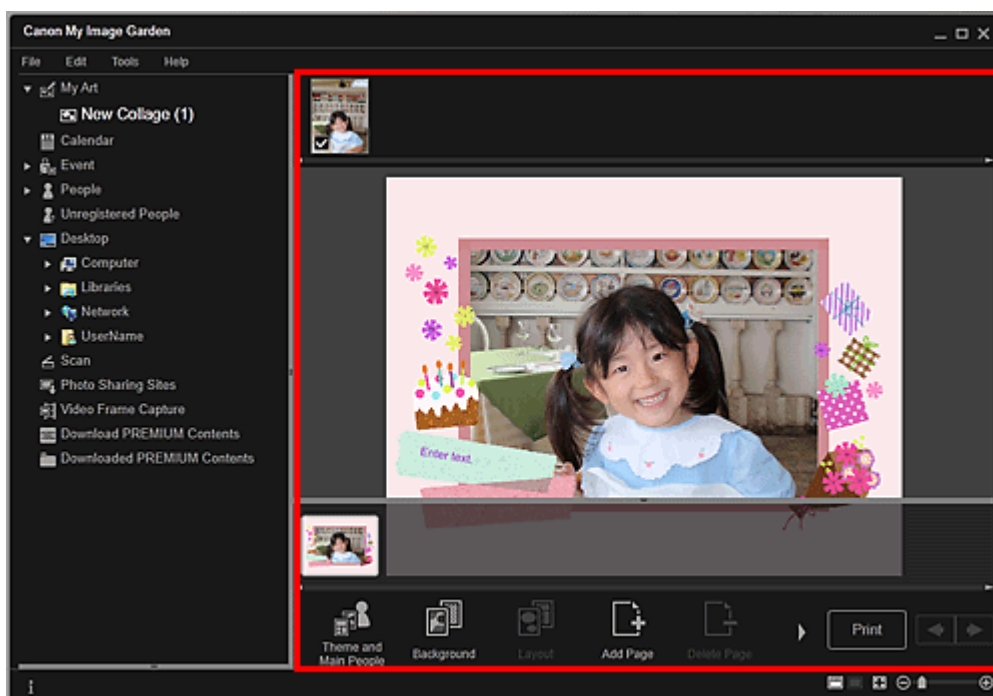 Canon My Image Garden
File Edit Tools Help
My Art
New Collage (1)
Calendar
Event
People
Unregistered People
Desktop
Computer
Libraries
Network
UserName
Scan
Photo Sharing Sites
Video Frame Capture
Download PREMIUM Contents
Downloaded PREMIUM Contents
Enter text.
Theme and
Main People
Background
Layout
Add Page
Delete Page
Print